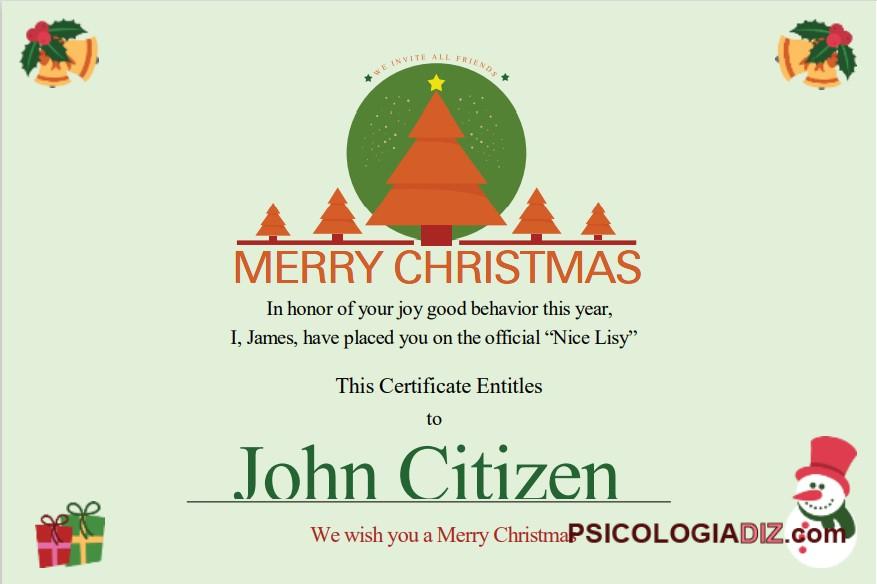 WE INVITE ALL FRIENDS
MERRY CHRISTMAS
In honor of your joy good behavior this year,
I, James, have placed you on the official “Nice Lisy”
This Certificate Entitles
to
John Citizen
We wish you a Merry Christmas
PSICOLOGIADIZ.com